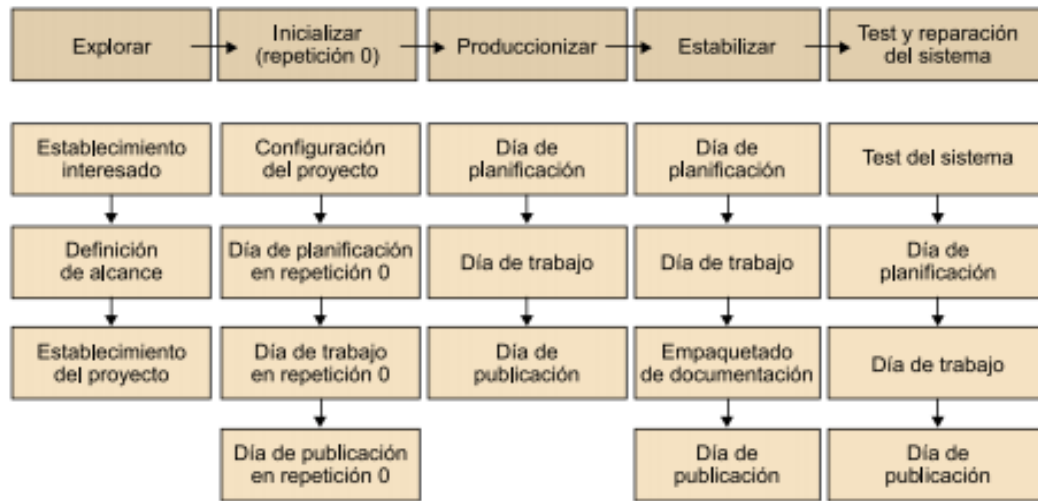 Explorar
Inicializar
(repetición 0)
Produccionizar
Estabilizar
Test y reparación
del sistema
Establecimiento
interesado
Configuración
del proyecto
Día de
planificación
Día de
planificación
Test del sistema
Definición
de alcance
Día de planificación
en repetición 0
Día de trabajo
Día de trabajo
Día de
planificación
Establecimiento
del proyecto
Día de trabajo
en repetición 0
Día de
publicación
Empaquetado
de documentación
Día de trabajo
Día de publicación
en repetición 0
Día de
publicación
Día de
publicación